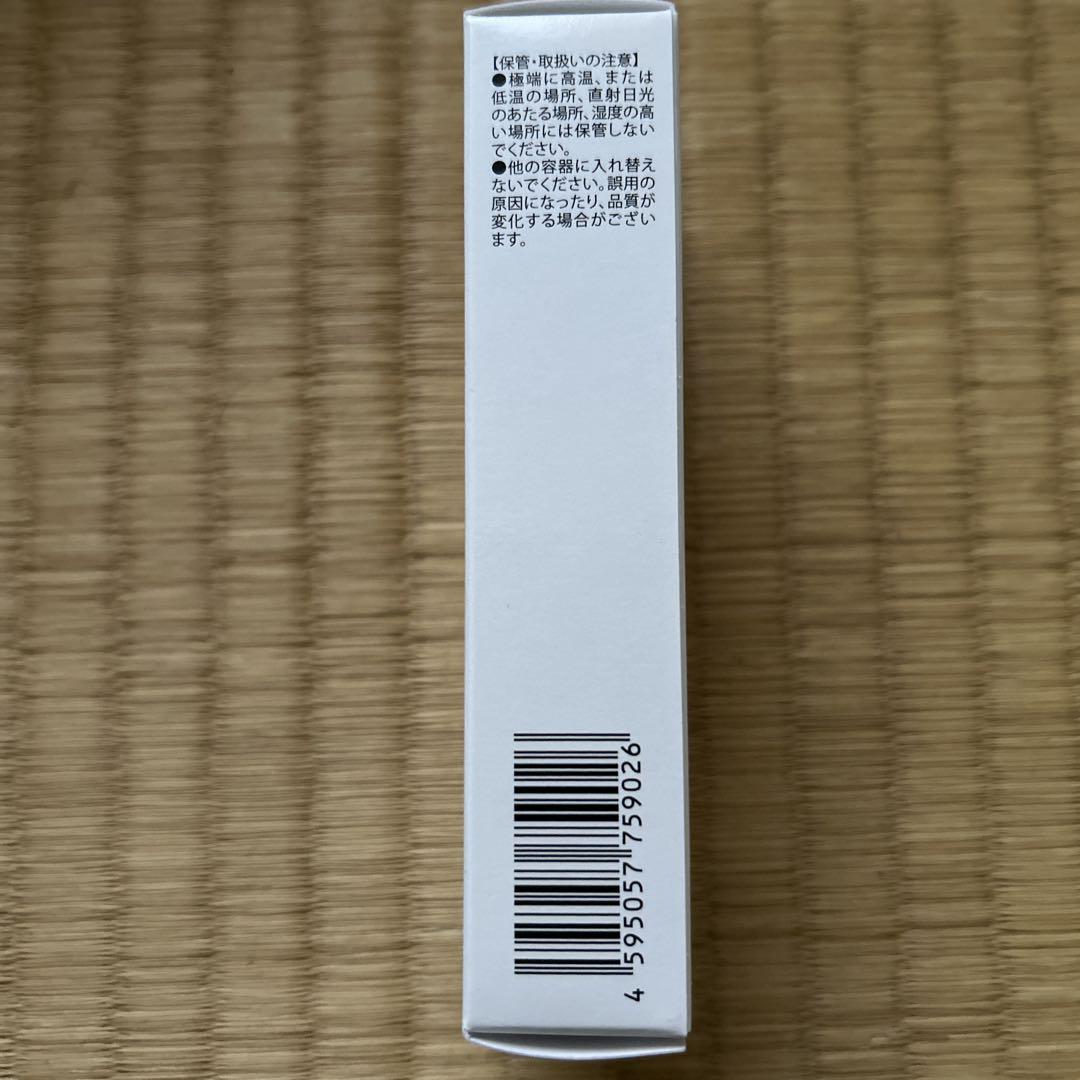 【保管・取扱いの注意】
●極端に高温、または
低温の場所、直射日光
のあたる場所、湿度の高
い場所には保管しない
でください。
●他の容器に入れ替え
ないでください。誤用の
原因になったり、品質が
変化する場合がござい
ます。
4 595057 759026